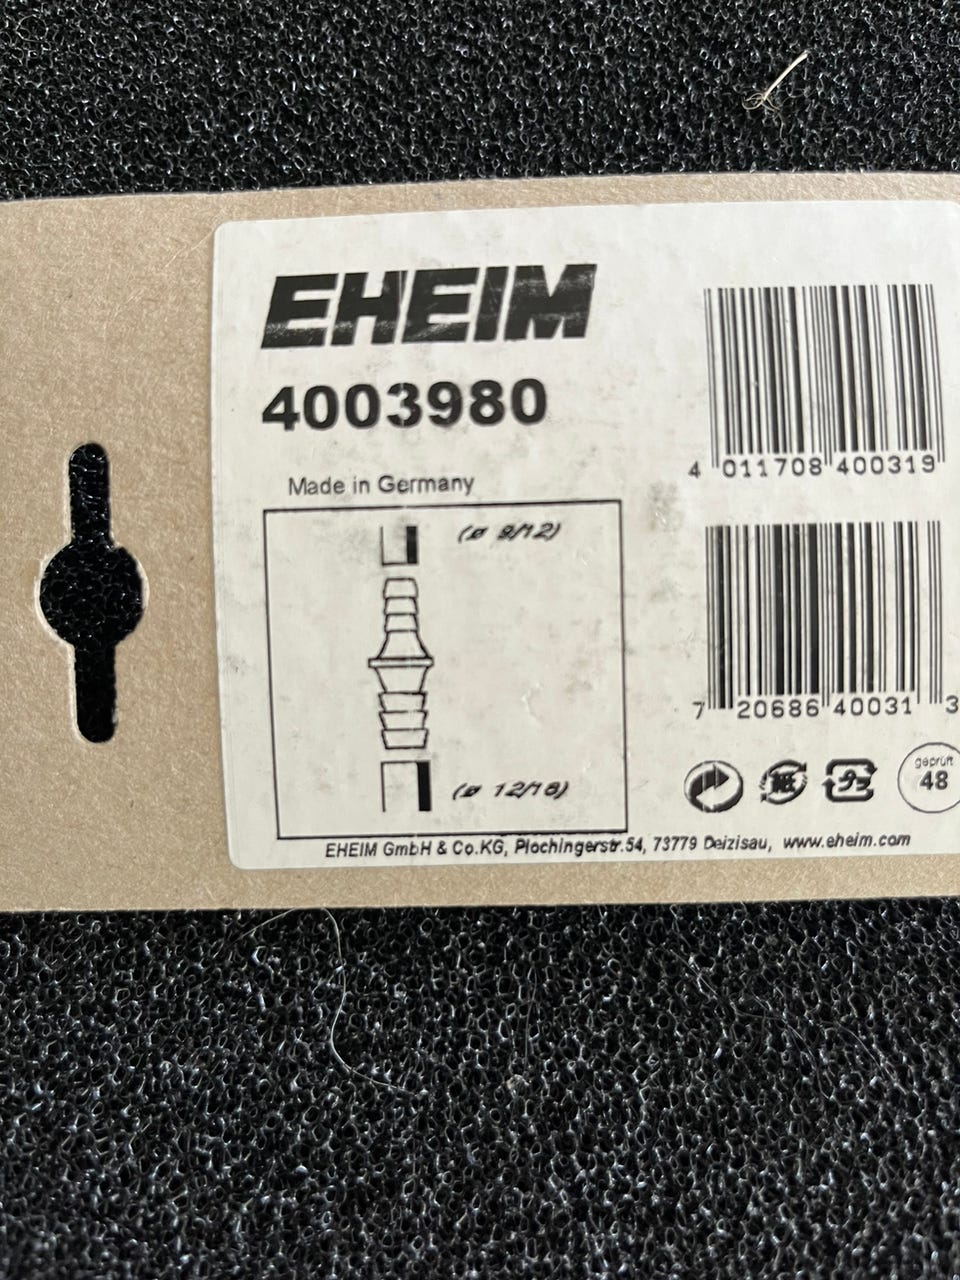 EHEIM
4003980
Made in Germany
(ø 9/12)
(ø 12/16)
4 011708 400319
7 20686 40031 3
geprüft
48
EHEIM GmbH & Co.KG, Plochingerstr.54, 73779 Deizisau, www.eheim.com